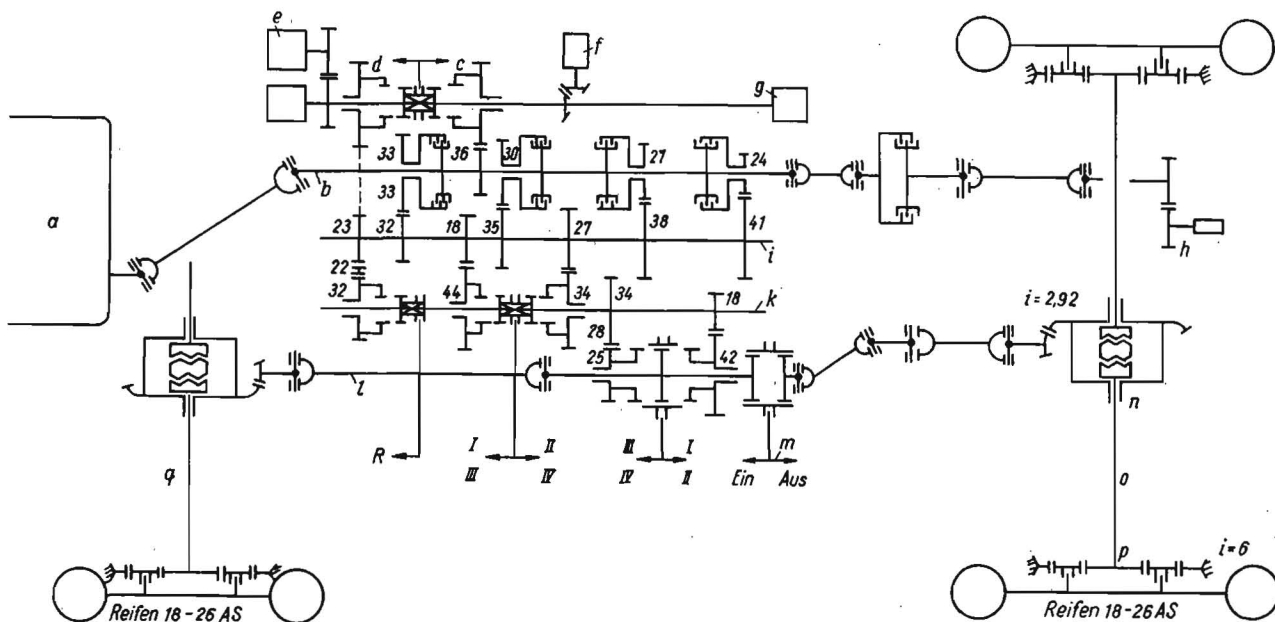 e
f
d
c
g
33
36
30
27
24
b
33
a
23
32
18
35
27
38
41
i
h
22
32
44
34
34
18
k
i=2,92
28
25
42
l
n
R
I
II
III
IV
III
I
IV
II
m
Ein
Aus
q
o
p
i=6
Reifen 18-26 AS
Reifen 18-26 AS